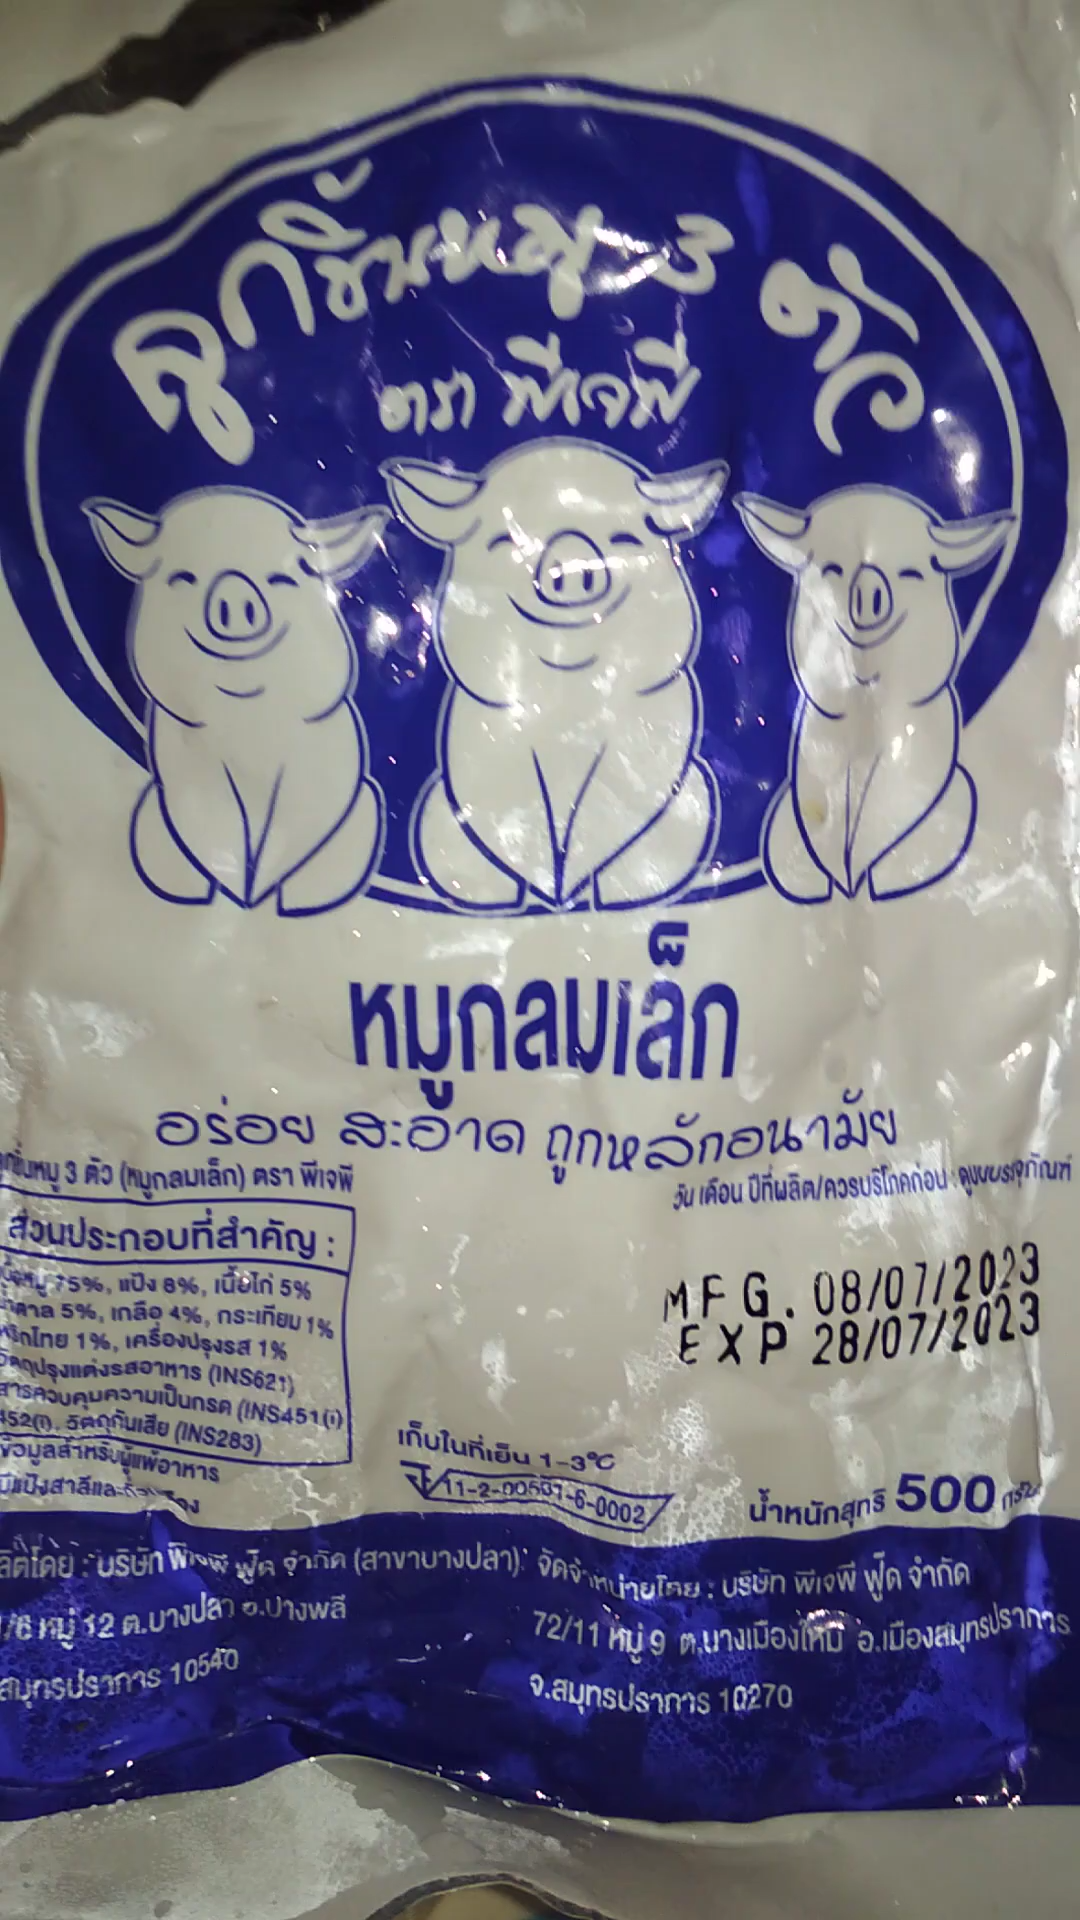 ลูกชิ้นหมู 3 ตัว
ตรา พีเจพี
หมูกลมเล็ก
อร่อย สะอาด ถูกหลักอนามัย
ลูกชิ้นหมู 3 ตัว (หมูกลมเล็ก) ตรา พีเจพี
วัน เดือน ปีที่ผลิต/ควรบริโภคก่อน : ดูบนบรรจุภัณฑ์
ส่วนประกอบที่สำคัญ :
75%, แป้ง 8%, เนื้อไก่ 5%
น้ำตาล 5%, เกลือ 4%, กระเทียม 1%
พริกไทย 1%, เครื่องปรุงรส 1%
วัตถุปรุงแต่งรสอาหาร (INS621)
สารควบคุมความเป็นกรด (INS451(i)
452(i), วัตถุกันเสีย (INS283)
ข้อมูลสำหรับผู้แพ้อาหาร
มีแป้งสาลีและ
MFG. 08/07/2023
EXP 28/07/2023
เก็บในที่เย็น 1-3°C
น้ำหนักสุทธิ 500 กรัม
ผลิตโดย : บริษัท พีเจพี ฟู้ด จำกัด (สาขาบางปลา)
/6 หมู่ 12 ต.บางปลา อ.บางพลี
สมุทรปราการ 10540
จัดจำหน่ายโดย : บริษัท พีเจพี ฟู้ด จำกัด
72/11 หมู่ 9 ต.บางเมืองใหม่ อ.เมืองสมุทรปราการ
จ.สมุทรปราการ 10270